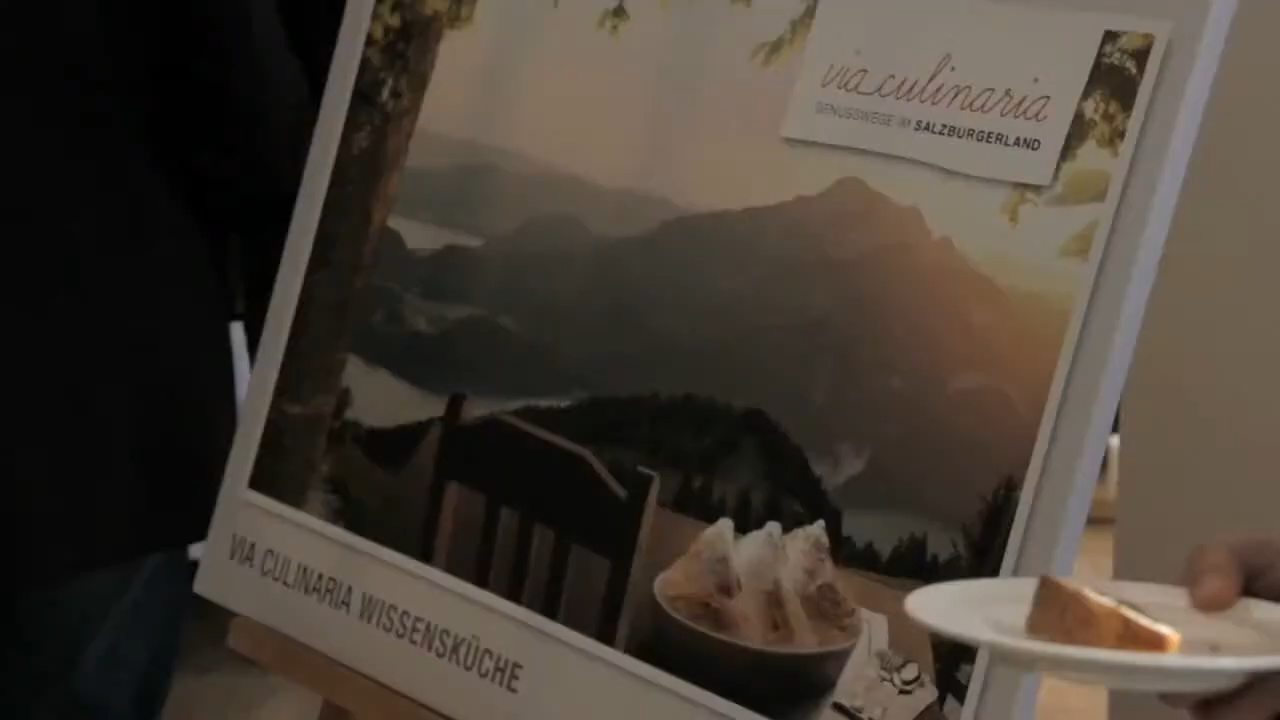 via culinaria
GENUSSWEGE IM SALZBURGERLAND
VIA CULINARIA WISSENSKÜCHE